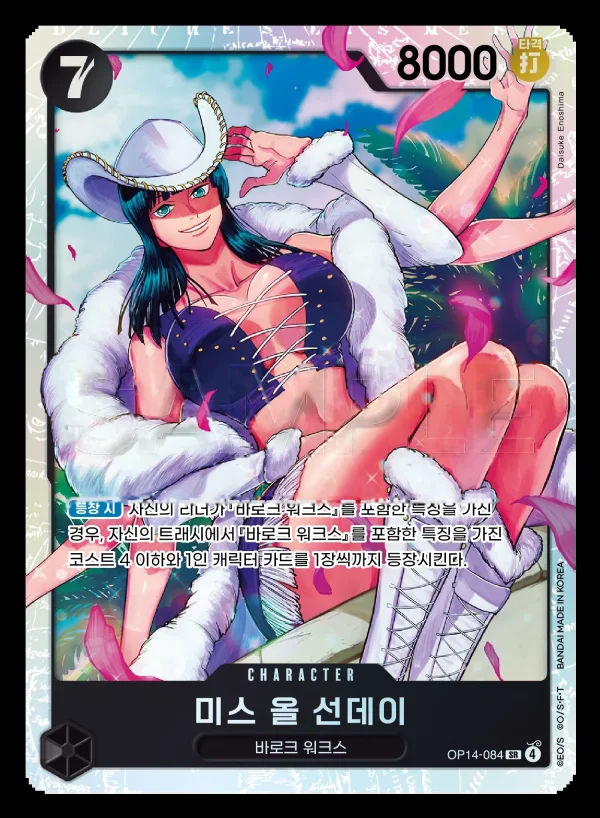 7
8000
타격
打
Daisuke Enoshima
SAMPLE
등장 시 자신의 리더가 『바로크 워크스』를 포함한 특징을 가진
경우, 자신의 트래시에서 『바로크 워크스』를 포함한 특징을 가진
코스트 4 이하와 1인 캐릭터 카드를 1장씩까지 등장시킨다.
©EO/S ©O/S·F·T BANDAI MADE IN KOREA
CHARACTER
미스 올 선데이
바로크 워크스
OP14-084 SR 4